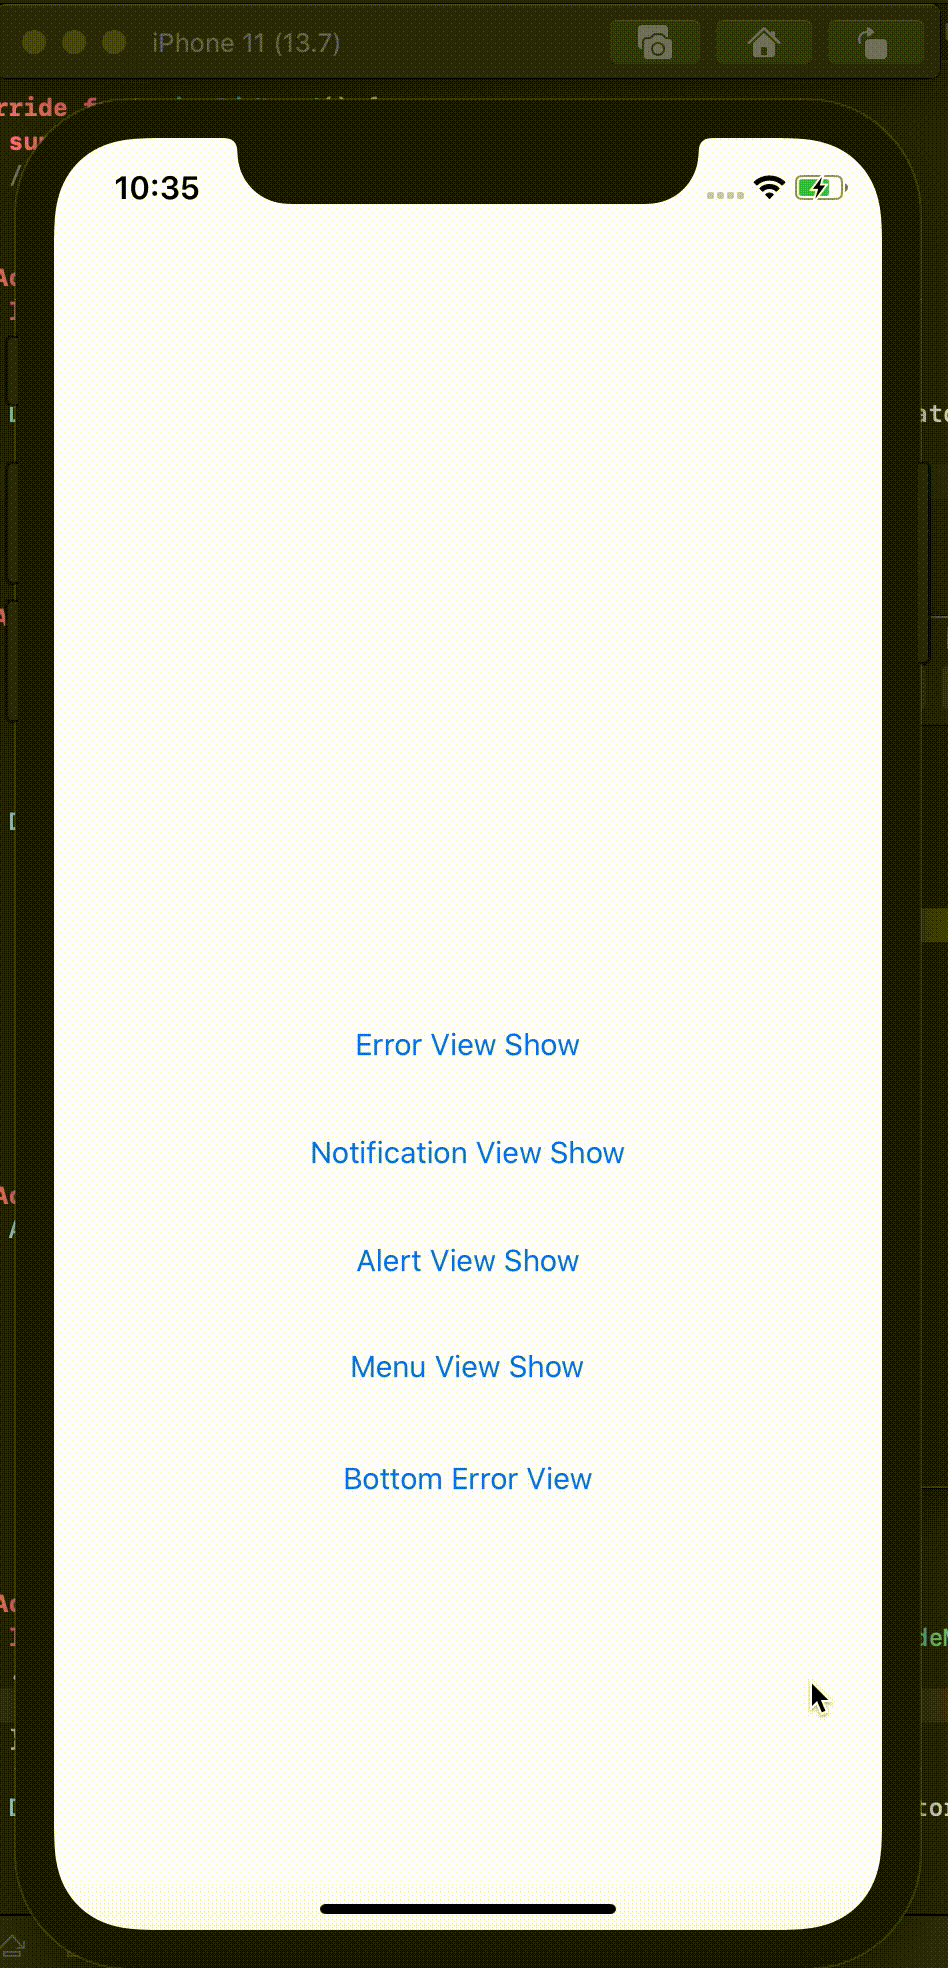 iPhone 11 (13.7)
rride
10:35
Error View Show
Notification View Show
Alert View Show
Menu View Show
Bottom Error View